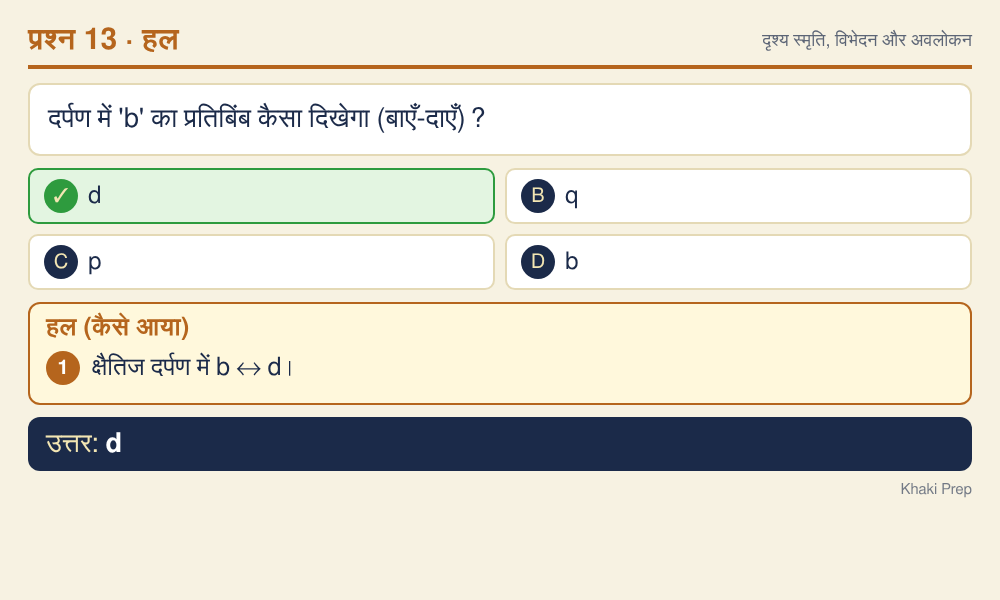 प्रश्न 13 · हल
दृश्य स्मृति, विभेदन और अवलोकन
दर्पण में 'b' का प्रतिबिंब कैसा दिखेगा (बाएँ-दाएँ) ?
✓ d
B q
C p
D b
हल (कैसे आया)
1 क्षैतिज दर्पण में b ↔ d।
उत्तर: d
Khaki Prep